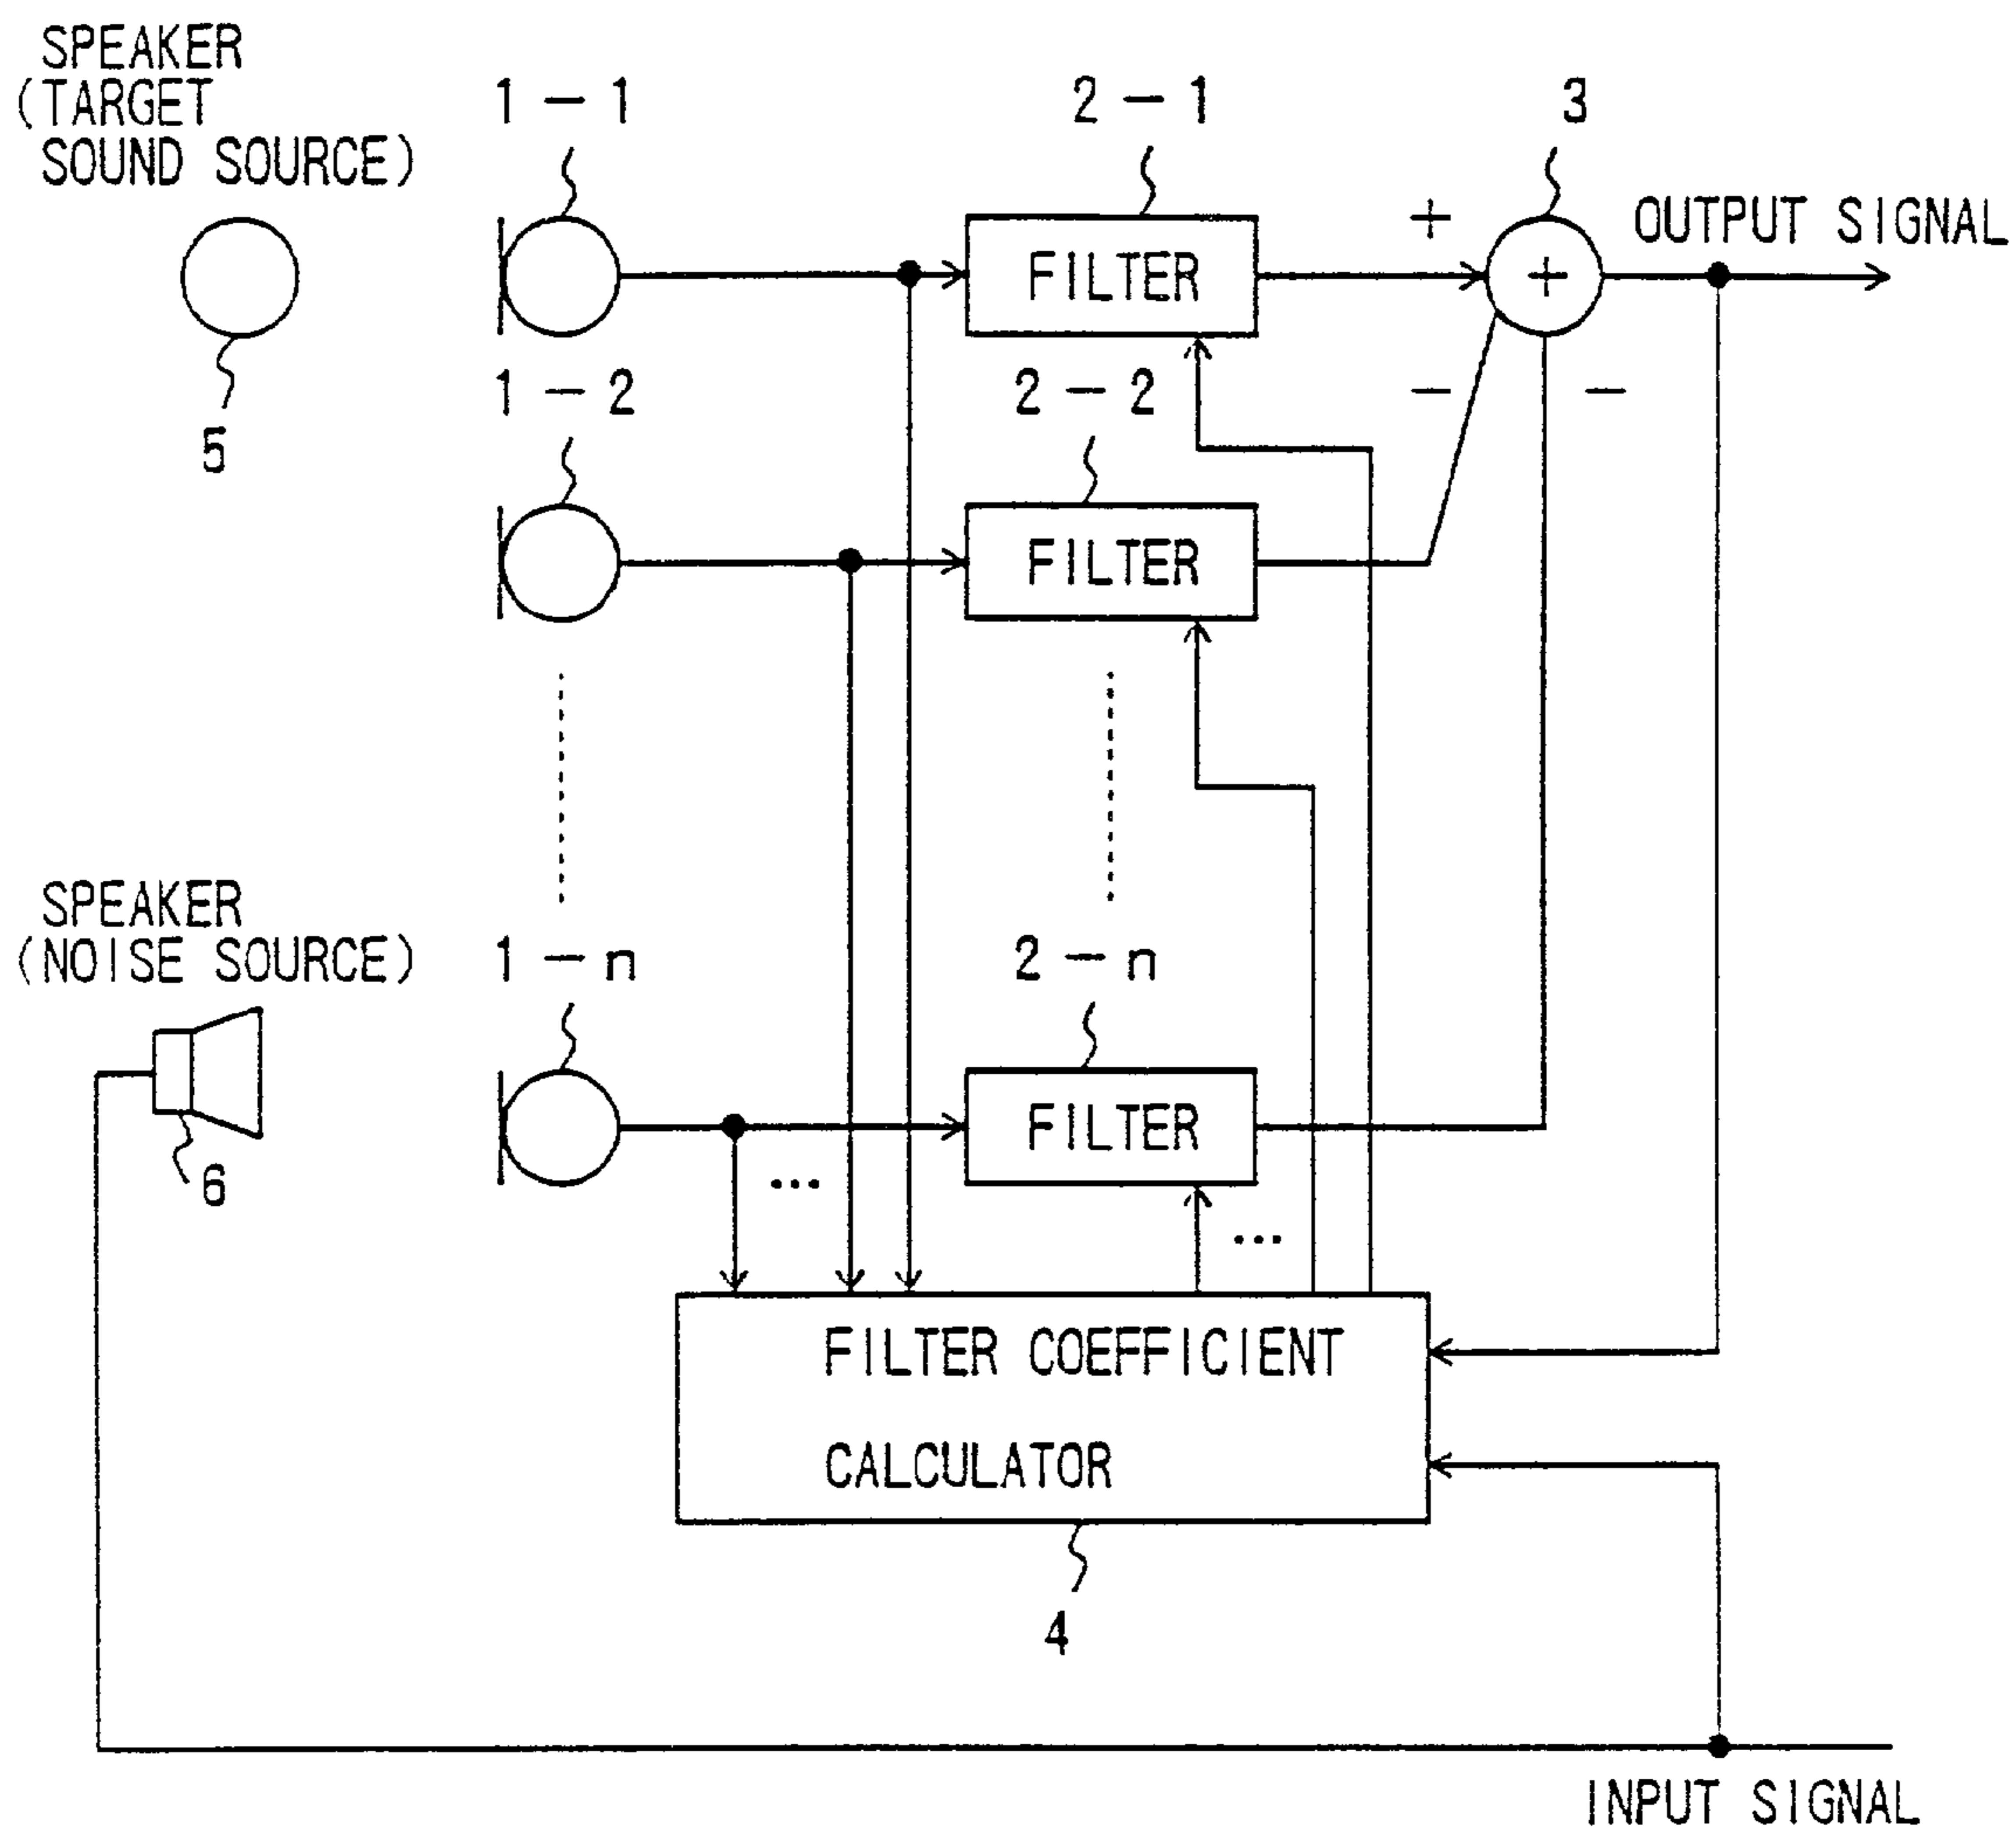 SPEAKER
(TARGET
SOUND SOURCE)
1-1
2-1
3
+
OUTPUT SIGNAL
FILTER
+
5
1-2
2-2
-
-
FILTER
SPEAKER
(NOISE SOURCE)
1-n
2-n
FILTER
6
...
...
FILTER COEFFICIENT
CALCULATOR
4
INPUT SIGNAL